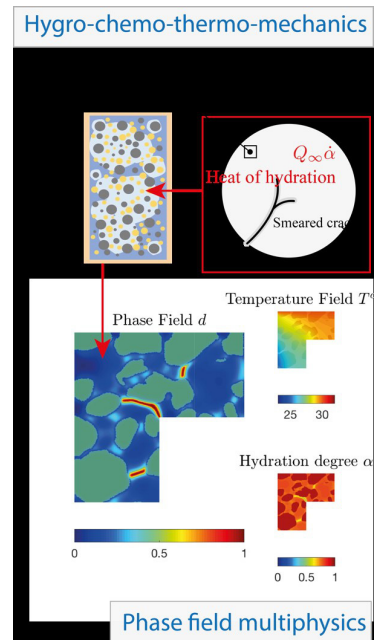 Hygro-chemo-thermo-mechanics
Q∞α̇
Heat of hydration
Smeared crac
Temperature Field T°
Phase Field d
25 30
Hydration degree α
0 0.5 1
0 0.5 1
Phase field multiphysics